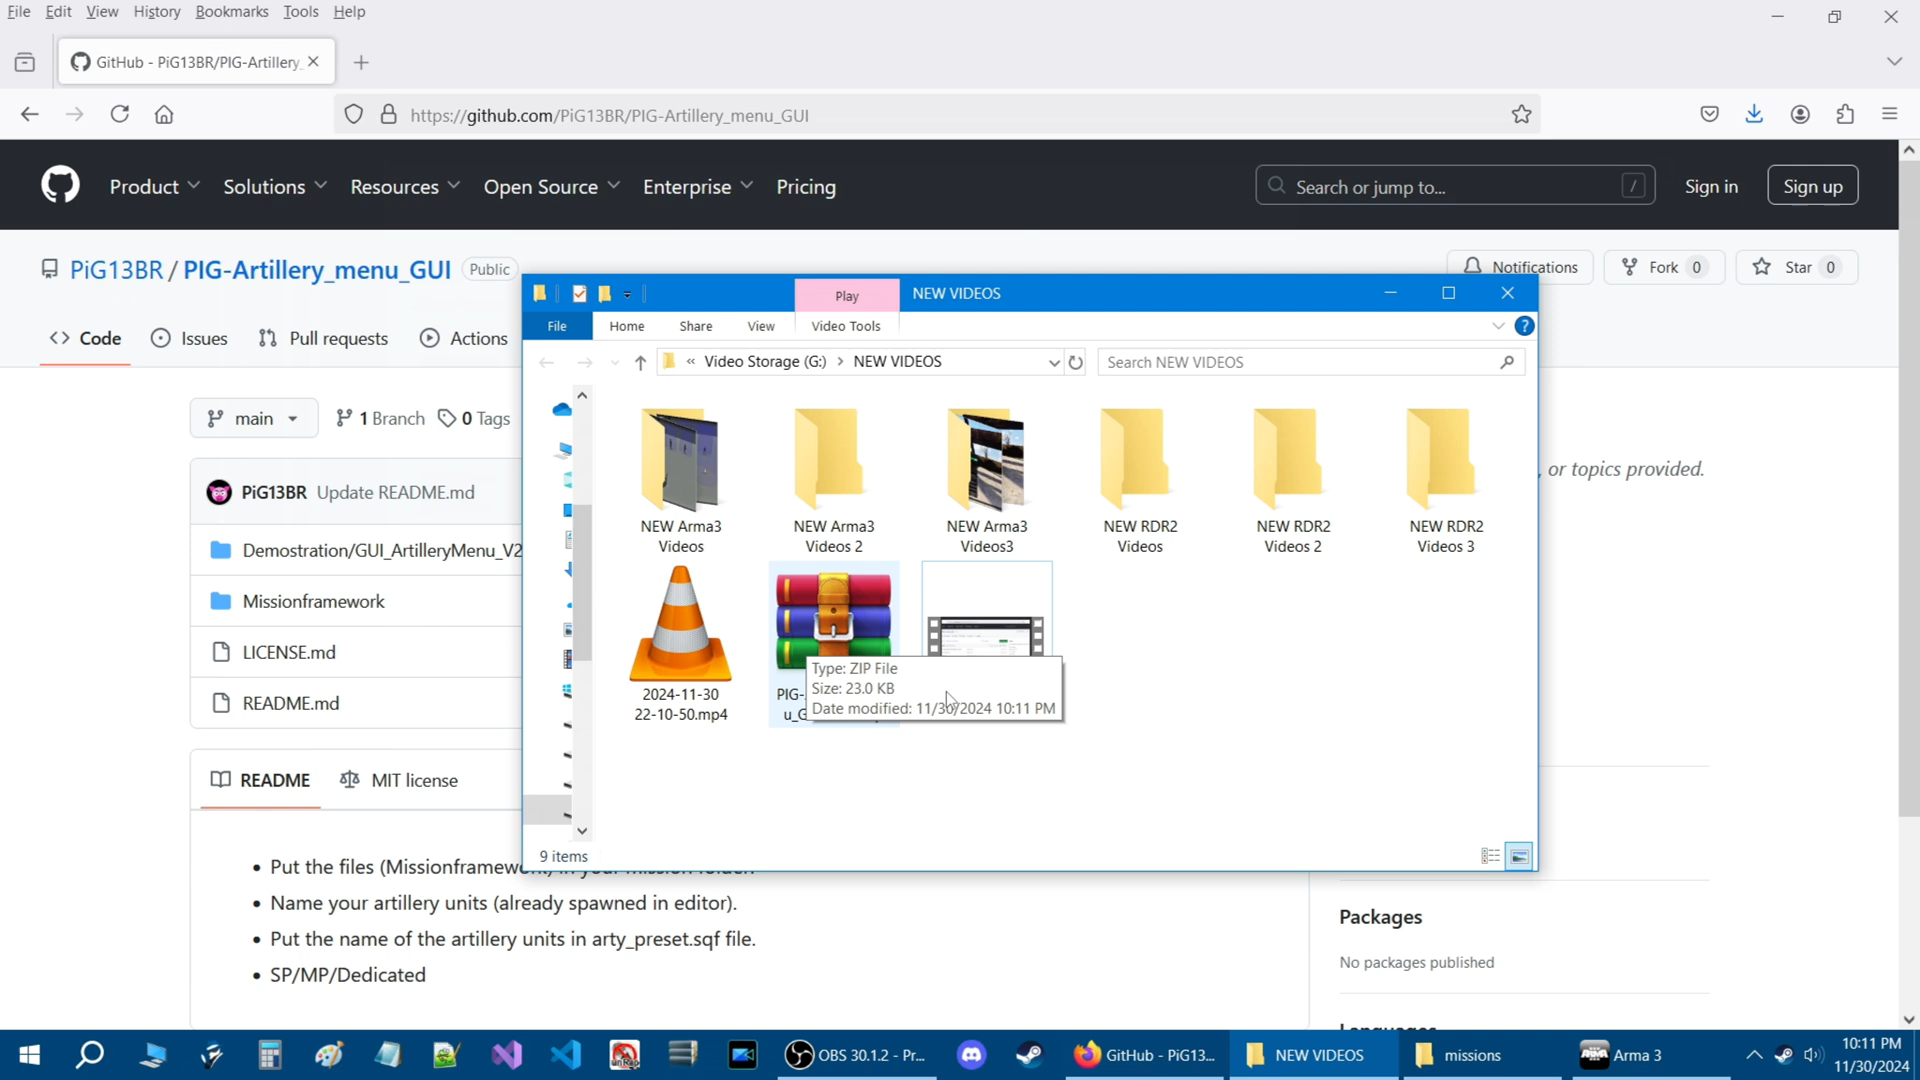 File Edit View History Bookmarks Tools Help
GitHub - PiG13BR/PIG-Artillery_
https://github.com/PiG13BR/PIG-Artillery_menu_GUI
Product Solutions Resources Open Source Enterprise Pricing Search or jump to... / Sign in Sign up
PiG13BR / PIG-Artillery_menu_GUI Public Notifications Fork 0 Star 0
Play NEW VIDEOS
File Home Share View Video Tools
<> Code Issues Pull requests Actions
« Video Storage (G:) > NEW VIDEOS Search NEW VIDEOS
main 1 Branch 0 Tags
, or topics provided.
PiG13BR Update README.md
NEW Arma3 Videos
NEW Arma3 Videos 2
NEW Arma3 Videos3
NEW RDR2 Videos
NEW RDR2 Videos 2
NEW RDR2 Videos 3
Demostration/GUI_ArtilleryMenu_V2
Missionframework
LICENSE.md
README.md
2024-11-30
22-10-50.mp4
PIG-
u_G
Type: ZIP File
Size: 23.0 KB
Date modified: 11/30/2024 10:11 PM
README MIT license
9 items
• Put the files (Missionframework) in your mission folder.
• Name your artillery units (already spawned in editor).
• Put the name of the artillery units in arty_preset.sqf file.
• SP/MP/Dedicated
Packages
No packages published
Languages
OBS 30.1.2 - Pr... GitHub - PiG13... NEW VIDEOS missions Arma 3
10:11 PM
11/30/2024